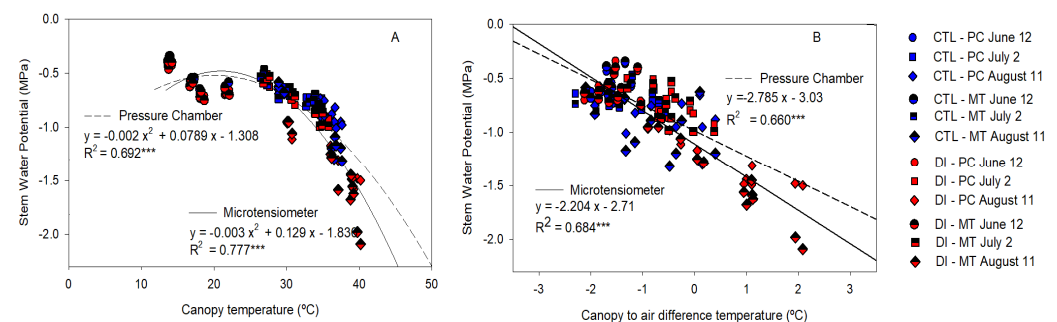 A
Stem Water Potential (MPa)
0.0
-0.5
-1.0
-1.5
-2.0
Pressure Chamber
y = -0.002 x² + 0.0789 x - 1.308
R² = 0.692***
Microtensiometer
y = -0.003 x² + 0.129 x - 1.836
R² = 0.777***
0 10 20 30 40 50
Canopy temperature (ºC)
B
Stem Water Potential (MPa)
0.0
-0.5
-1.0
-1.5
-2.0
Pressure Chamber
y=-2.785 x - 3.03
R² = 0.660***
Microtensiometer
y = -2.204 x - 2.71
R² = 0.684***
-3 -2 -1 0 1 2 3
Canopy to air difference temperature (ºC)
CTL - PC June 12
CTL - PC July 2
CTL - PC August 11
CTL - MT June 12
CTL - MT July 2
CTL - MT August 11
DI - PC June 12
DI - PC July 2
DI - PC August 11
DI - MT June 12
DI - MT July 2
DI - MT August 11